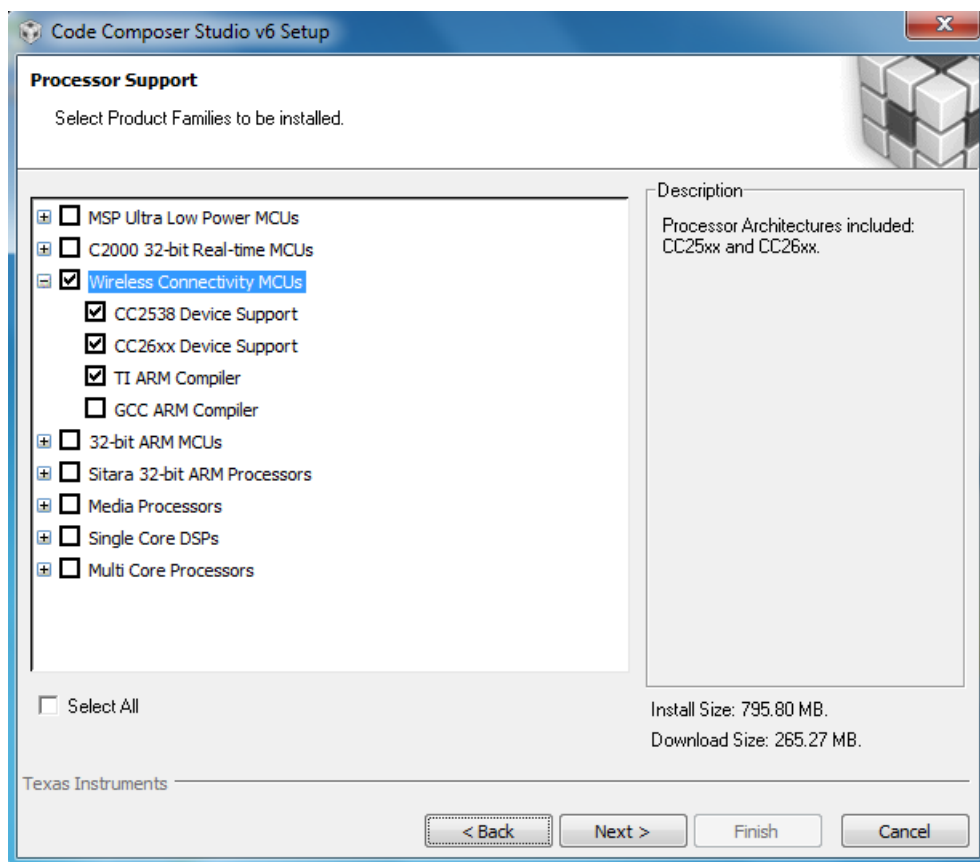 Code Composer Studio v6 Setup
Processor Support
Select Product Families to be installed.
MSP Ultra Low Power MCUs
C2000 32-bit Real-time MCUs
Wireless Connectivity MCUs
CC2538 Device Support
CC26xx Device Support
TI ARM Compiler
GCC ARM Compiler
32-bit ARM MCUs
Sitara 32-bit ARM Processors
Media Processors
Single Core DSPs
Multi Core Processors
Select All
Description
Processor Architectures included:
CC25xx and CC26xx.
Install Size: 795.80 MB.
Download Size: 265.27 MB.
Texas Instruments
< Back Next > Finish Cancel